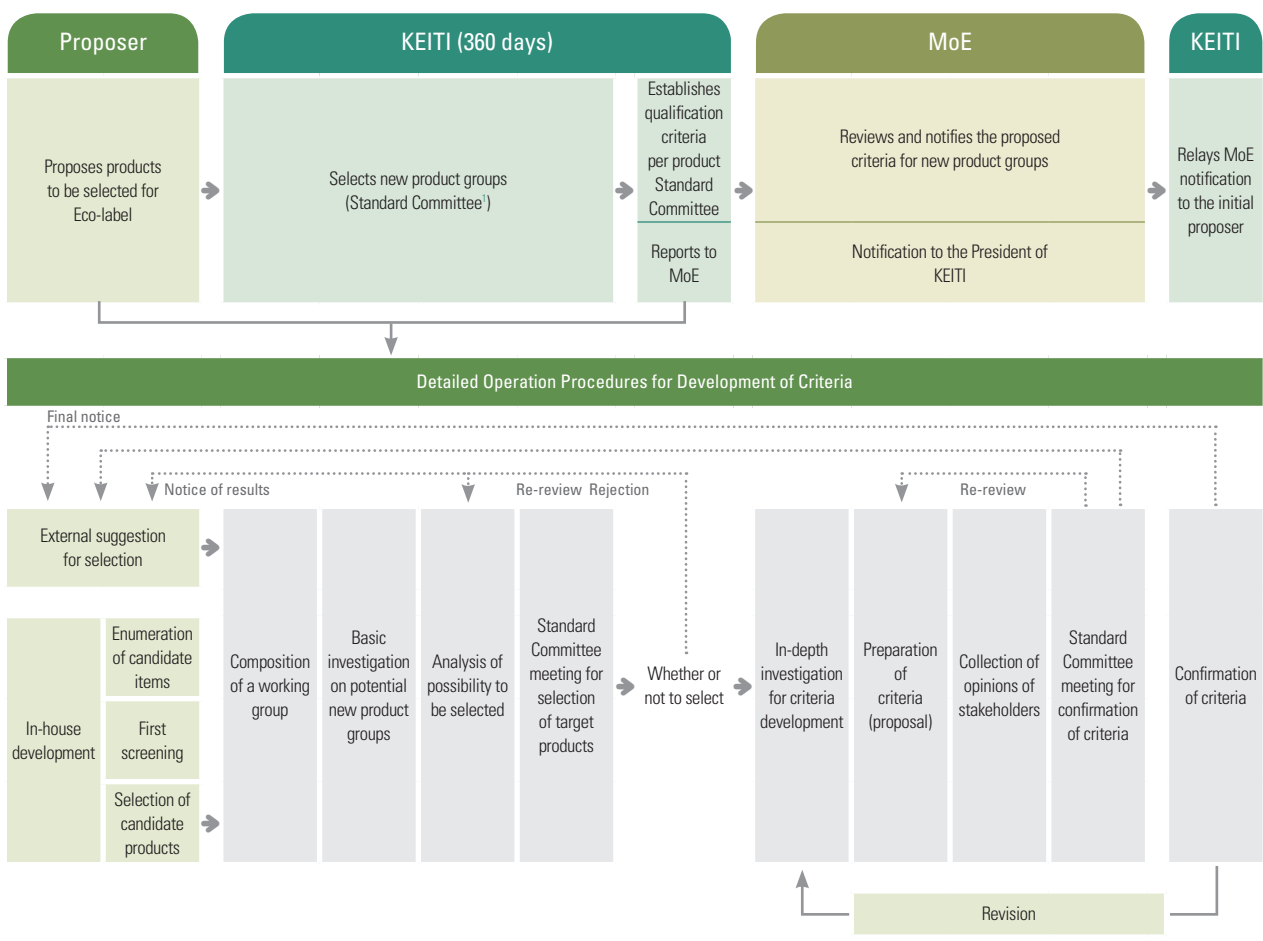 Proposer
KEITI (360 days)
MoE
KEITI
Proposes products
to be selected for
Eco-label
Selects new product groups
(Standard Committee¹)
Establishes
qualification
criteria
per product
Standard
Committee
Reports to
MoE
Reviews and notifies the proposed
criteria for new product groups
Notification to the President of
KEITI
Relays MoE
notification
to the initial
proposer
Detailed Operation Procedures for Development of Criteria
Final notice
Notice of results
Re-review Rejection
Re-review
External suggestion
for selection
In-house
development
Enumeration
of candidate
items
First
screening
Selection of
candidate
products
Composition
of a working
group
Basic
investigation
on potential
new product
groups
Analysis of
possibility to
be selected
Standard
Committee
meeting for
selection
of target
products
Whether or
not to select
In-depth
investigation
for criteria
development
Preparation
of
criteria
(proposal)
Collection of
opinions of
stakeholders
Standard
Committee
meeting for
confirmation
of criteria
Confirmation
of criteria
Revision